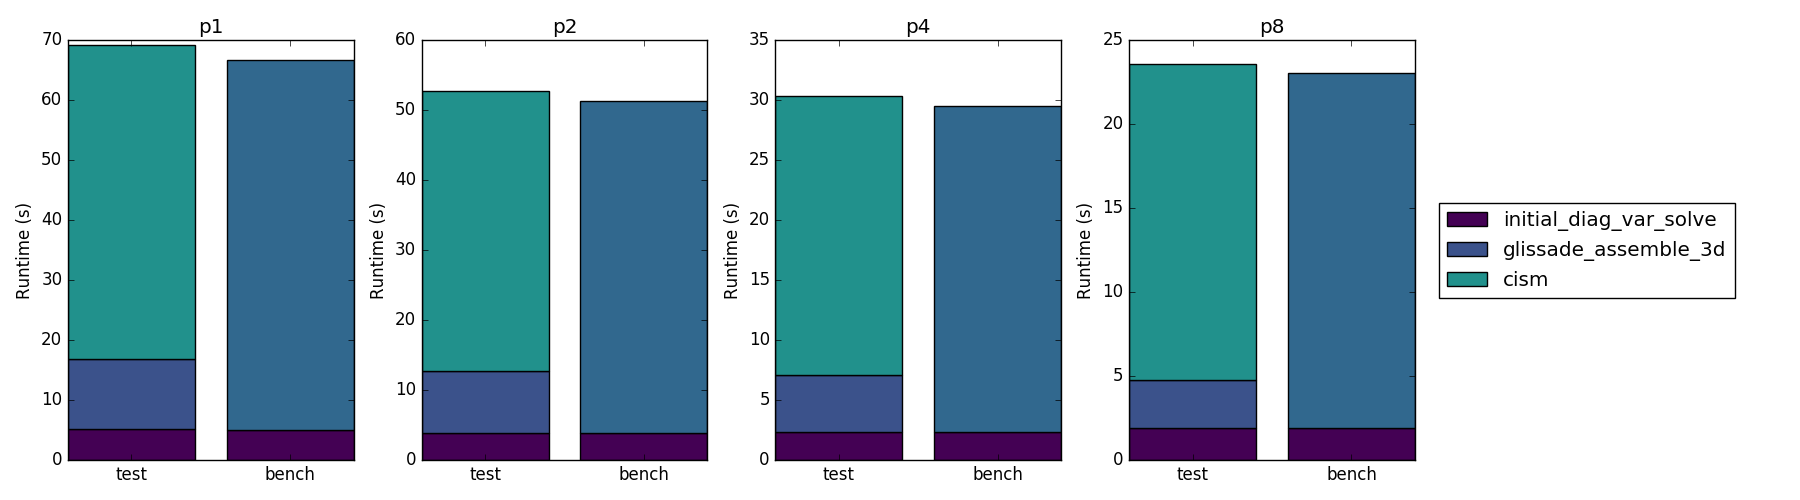 p1
70
60
50
40
30
20
10
0
Runtime (s)
test bench
p2
60
50
40
30
20
10
0
Runtime (s)
test bench
p4
35
30
25
20
15
10
5
0
Runtime (s)
test bench
p8
25
20
15
10
5
0
Runtime (s)
test bench
initial_diag_var_solve
glissade_assemble_3d
cism